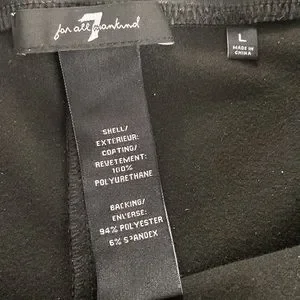 7
for all mankind
L
MADE IN
CHINA
SHELL/
EXTERIEUR:
COATING/
REVETEMENT:
100%
POLYURETHANE
BACKING/
ENVERSE:
94% POLYESTER
6% SPANDEX